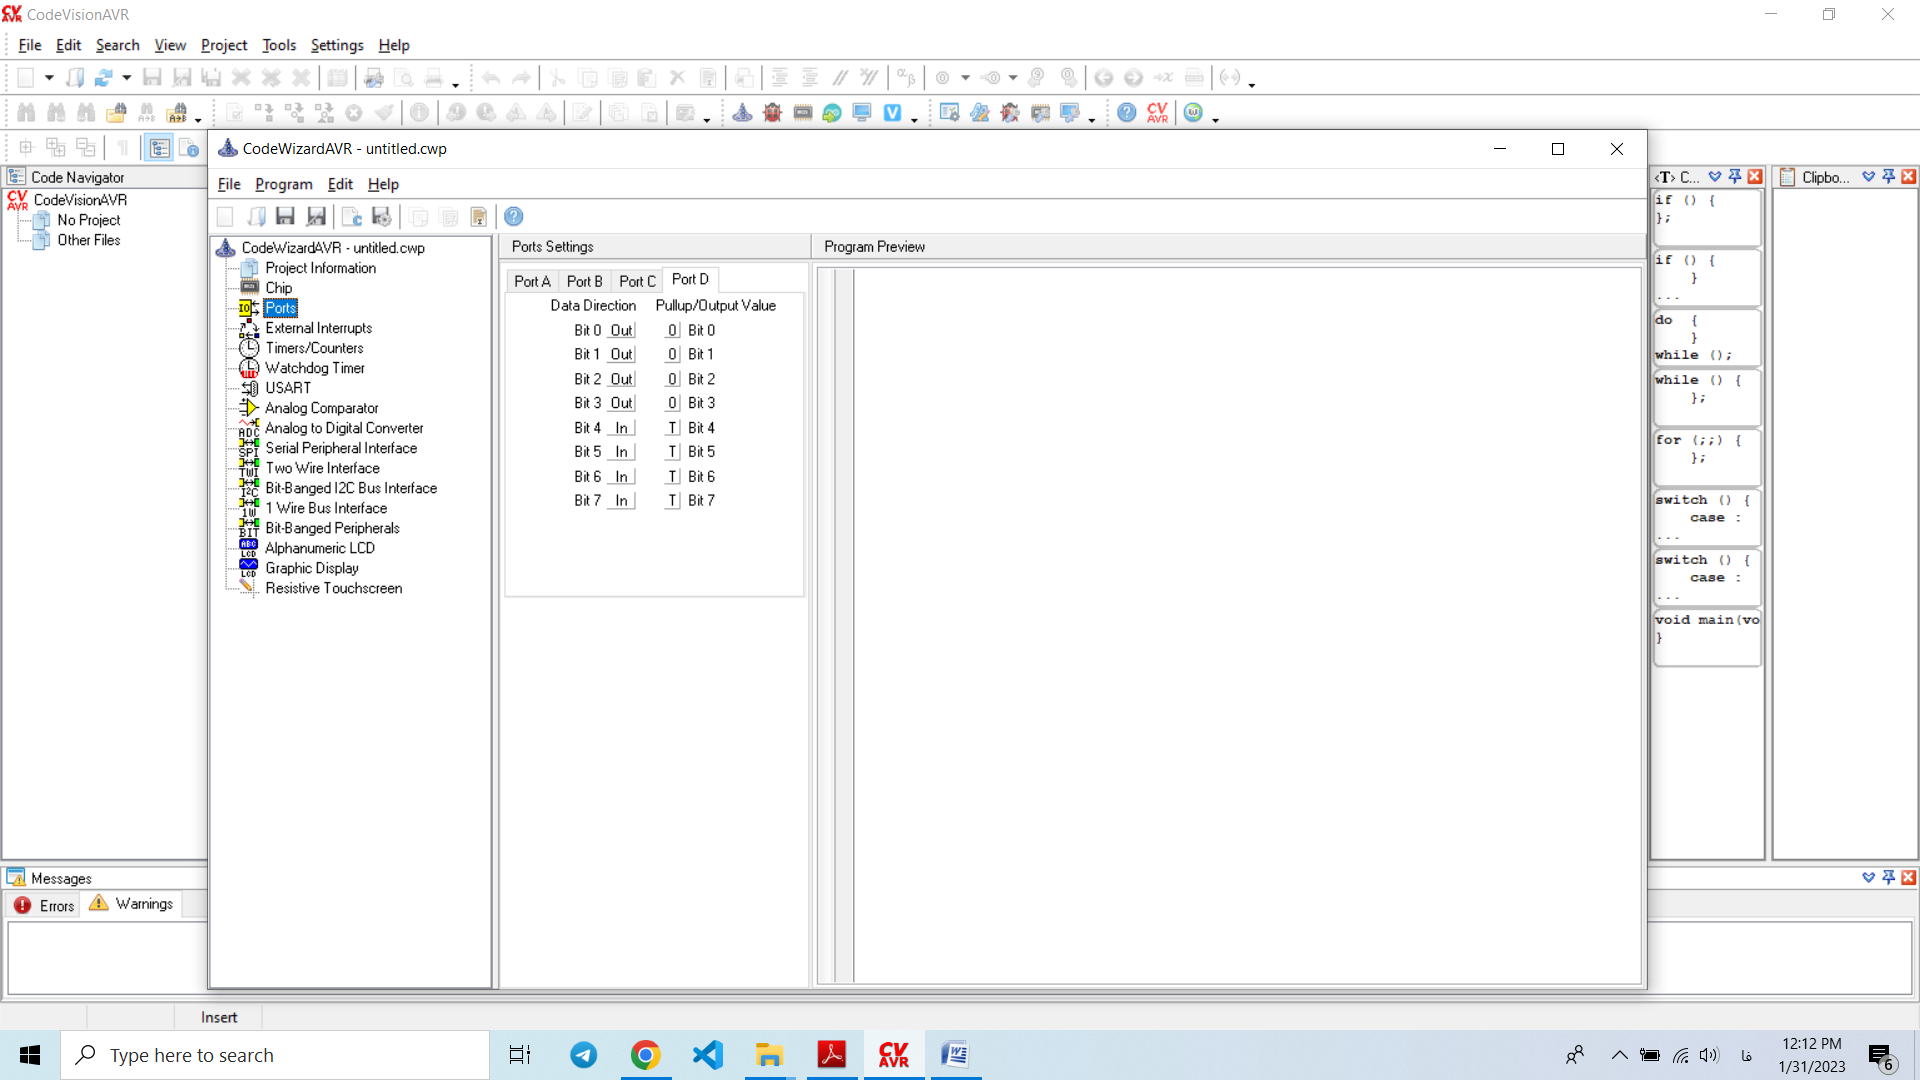 CodeVisionAVR
File Edit Search View Project Tools Settings Help
CodeWizardAVR - untitled.cwp
File Program Edit Help
Code Navigator
CodeVisionAVR
No Project
Other Files
CodeWizardAVR - untitled.cwp
Project Information
Chip
Ports
External Interrupts
Timers/Counters
Watchdog Timer
USART
Analog Comparator
Analog to Digital Converter
Serial Peripheral Interface
Two Wire Interface
Bit-Banged I2C Bus Interface
1 Wire Bus Interface
Bit-Banged Peripherals
Alphanumeric LCD
Graphic Display
Resistive Touchscreen
Ports Settings
Port A Port B Port C Port D
Data Direction Pullup/Output Value
Bit 0 Out 0 Bit 0
Bit 1 Out 0 Bit 1
Bit 2 Out 0 Bit 2
Bit 3 Out 0 Bit 3
Bit 4 In T Bit 4
Bit 5 In T Bit 5
Bit 6 In T Bit 6
Bit 7 In T Bit 7
Program Preview
<T> C...
if () {
};
if () {
}
...
do {
}
while ();
while () {
};
for (;;) {
};
switch () {
case :
...
switch () {
case :
...
void main(vo
}
Clipbo...
Messages
Errors Warnings
Insert
Type here to search
CV
AVR
فا
12:12 PM
1/31/2023
6